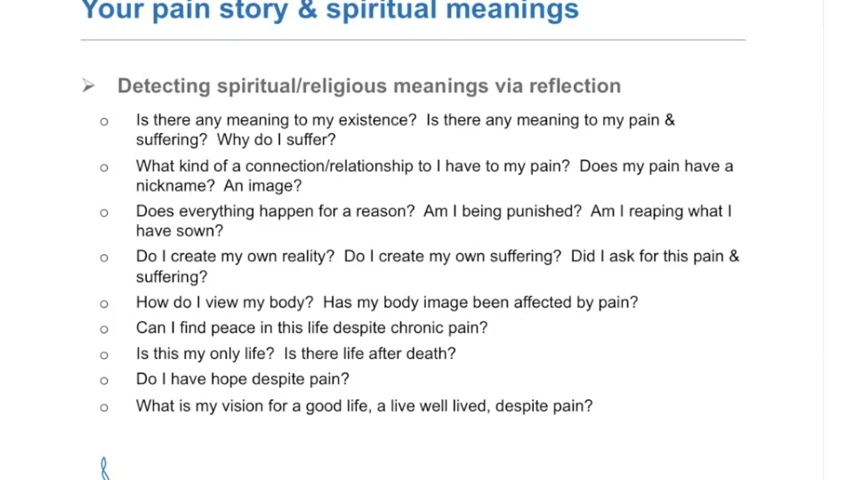 Your pain story & spiritual meanings
Detecting spiritual/religious meanings via reflection
Is there any meaning to my existence? Is there any meaning to my pain &
suffering? Why do I suffer?
What kind of a connection/relationship to I have to my pain? Does my pain have a
nickname? An image?
Does everything happen for a reason? Am I being punished? Am I reaping what I
have sown?
Do I create my own reality? Do I create my own suffering? Did I ask for this pain &
suffering?
How do I view my body? Has my body image been affected by pain?
Can I find peace in this life despite chronic pain?
Is this my only life? Is there life after death?
Do I have hope despite pain?
What is my vision for a good life, a live well lived, despite pain?